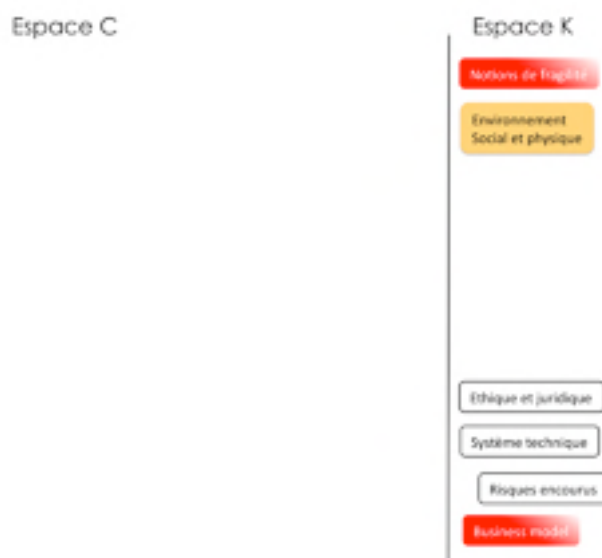 Espace C
Espace K
Notions de fragilité
Environnement
Social et physique
Ethique et juridique
Système technique
Risques encourus
Business model